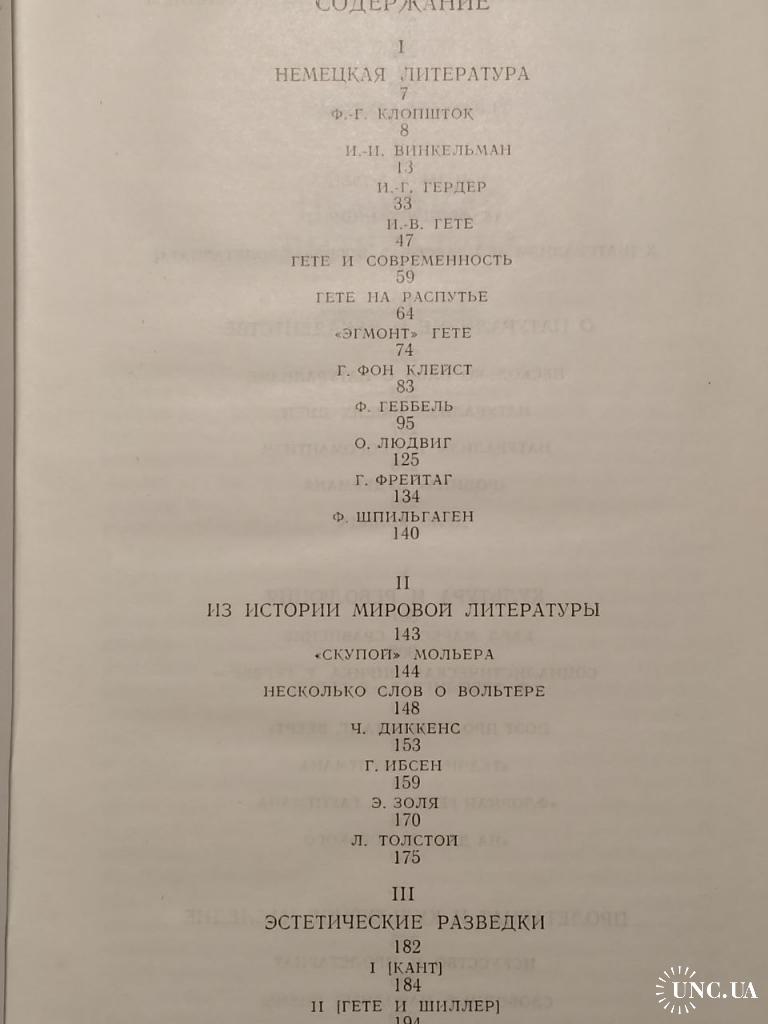 СОДЕРЖАНИЕ
I
НЕМЕЦКАЯ ЛИТЕРАТУРА
7
Ф.-Г. КЛОПШТОК
8
И.-И. ВИНКЕЛЬМАН
13
И.-Г. ГЕРДЕР
33
И.-В. ГЕТЕ
47
ГЕТЕ И СОВРЕМЕННОСТЬ
59
ГЕТЕ НА РАСПУТЬЕ
64
«ЭГМОНТ» ГЕТЕ
74
Г. ФОН КЛЕЙСТ
83
Ф. ГЕББЕЛЬ
95
О. ЛЮДВИГ
125
Г. ФРЕЙТАГ
134
Ф. ШПИЛЬГАГЕН
140
II
ИЗ ИСТОРИИ МИРОВОЙ ЛИТЕРАТУРЫ
143
«СКУПОЙ» МОЛЬЕРА
144
НЕСКОЛЬКО СЛОВ О ВОЛЬТЕРЕ
148
Ч. ДИККЕНС
153
Г. ИБСЕН
159
Э. ЗОЛЯ
170
Л. ТОЛСТОЙ
175
III
ЭСТЕТИЧЕСКИЕ РАЗВЕДКИ
182
I [КАНТ]
184
II [ГЕТЕ И ШИЛЛЕР]
194
UNC.UA